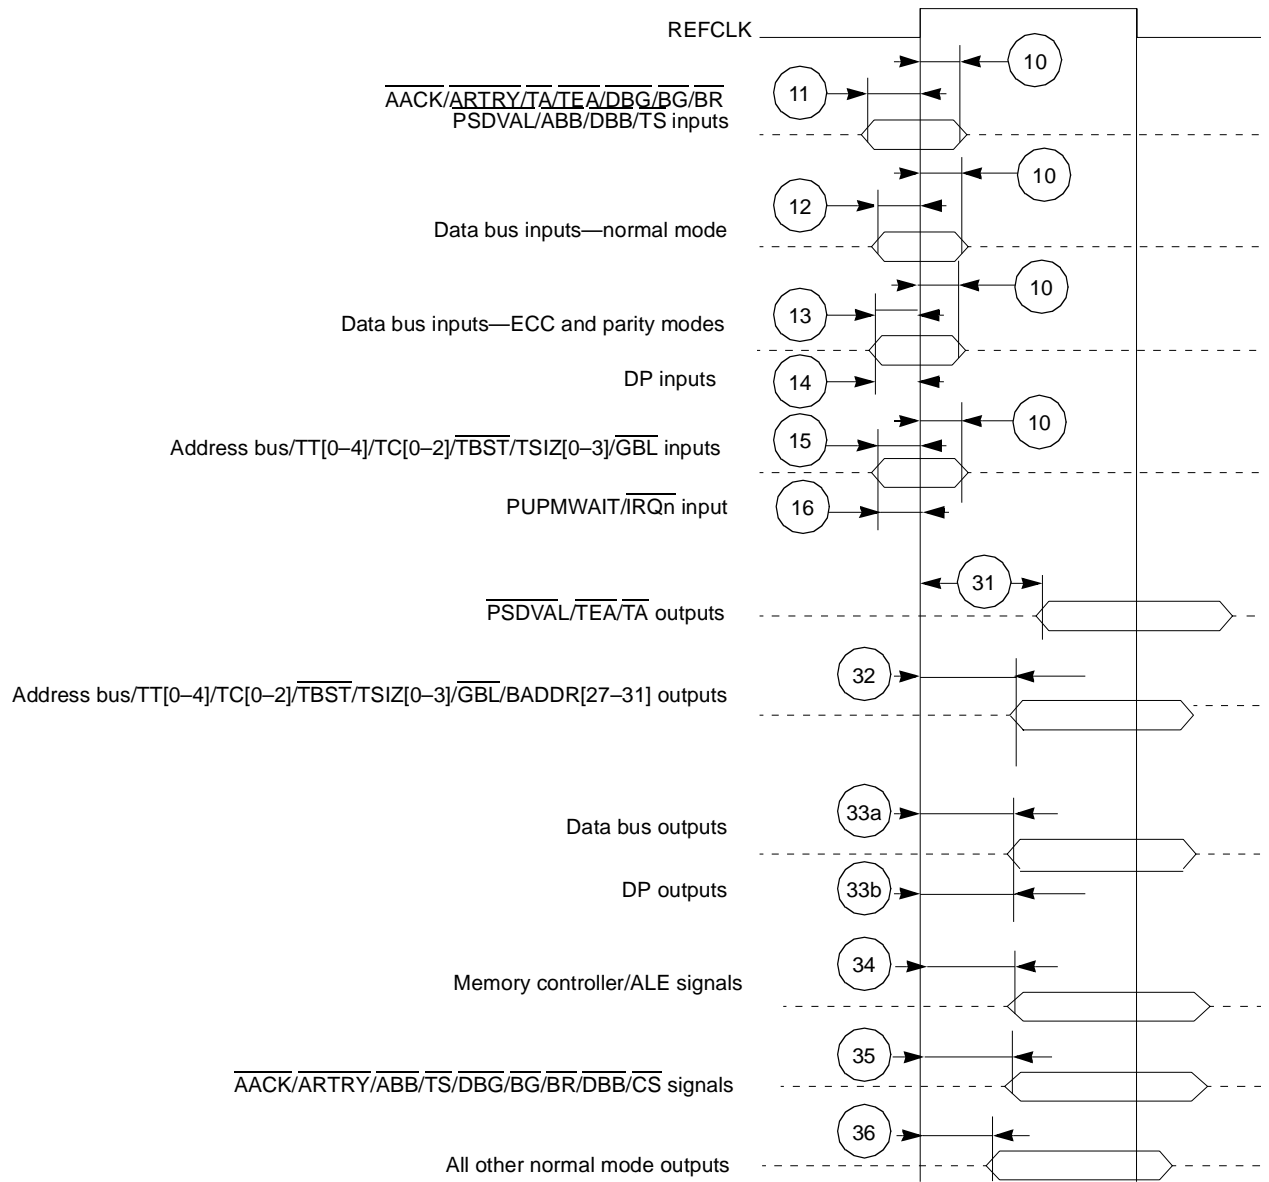 REFCLK
10
11
AACK/ARTRY/TA/TEA/DBG/BG/BR
PSDVAL/ABB/DBB/TS inputs
10
12
Data bus inputs—normal mode
10
13
Data bus inputs—ECC and parity modes
DP inputs
14
10
15
Address bus/TT[0–4]/TC[0–2]/TBST/TSIZ[0–3]/GBL inputs
PUPMWAIT/IRQn input
16
31
PSDVAL/TEA/TA outputs
32
Address bus/TT[0–4]/TC[0–2]/TBST/TSIZ[0–3]/GBL/BADDR[27–31] outputs
33a
Data bus outputs
DP outputs
33b
34
Memory controller/ALE signals
35
AACK/ARTRY/ABB/TS/DBG/BG/BR/DBB/CS signals
36
All other normal mode outputs